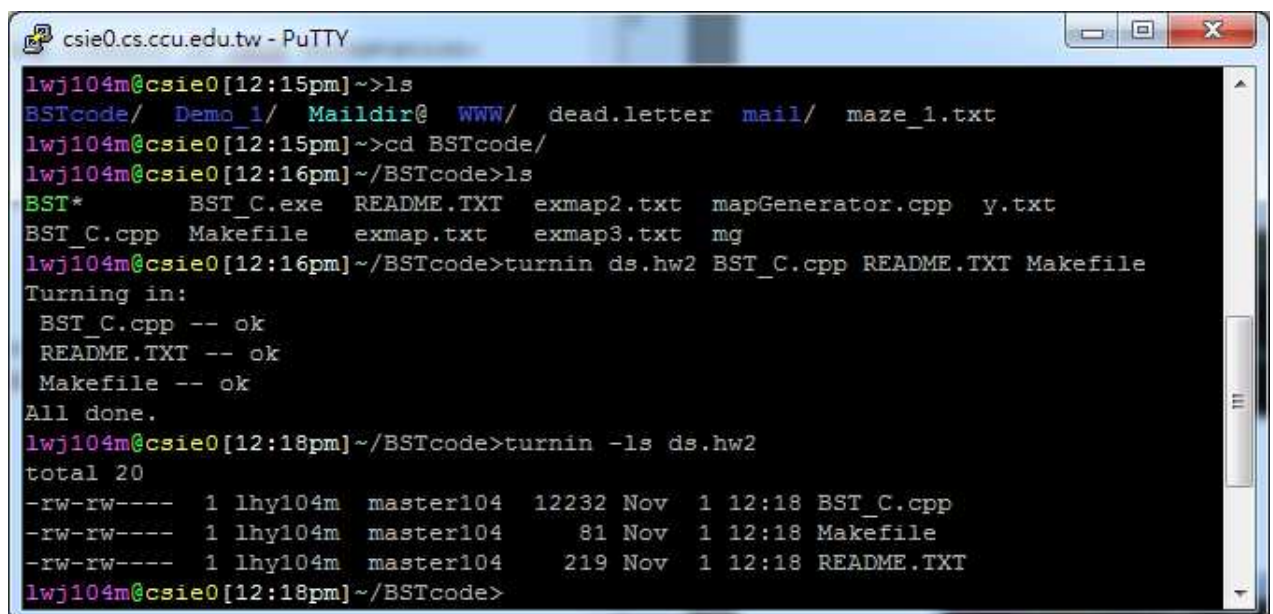 csie0.cs.ccu.edu.tw - PuTTY
lwj104m@csie0[12:15pm]~>ls
BSTcode/  Demo_1/  Maildir@  WWW/  dead.letter  mail/  maze_1.txt
lwj104m@csie0[12:15pm]~>cd BSTcode/
lwj104m@csie0[12:16pm]~/BSTcode>ls
BST*       BST_C.exe  README.TXT  exmap2.txt  mapGenerator.cpp  y.txt
BST_C.cpp  Makefile   exmap.txt   exmap3.txt  mg
lwj104m@csie0[12:16pm]~/BSTcode>turnin ds.hw2 BST_C.cpp README.TXT Makefile
Turning in:
 BST_C.cpp -- ok
 README.TXT -- ok
 Makefile -- ok
All done.
lwj104m@csie0[12:18pm]~/BSTcode>turnin -ls ds.hw2
total 20
-rw-rw----  1 lhy104m  master104   12232 Nov  1 12:18 BST_C.cpp
-rw-rw----  1 lhy104m  master104      81 Nov  1 12:18 Makefile
-rw-rw----  1 lhy104m  master104     219 Nov  1 12:18 README.TXT
lwj104m@csie0[12:18pm]~/BSTcode>